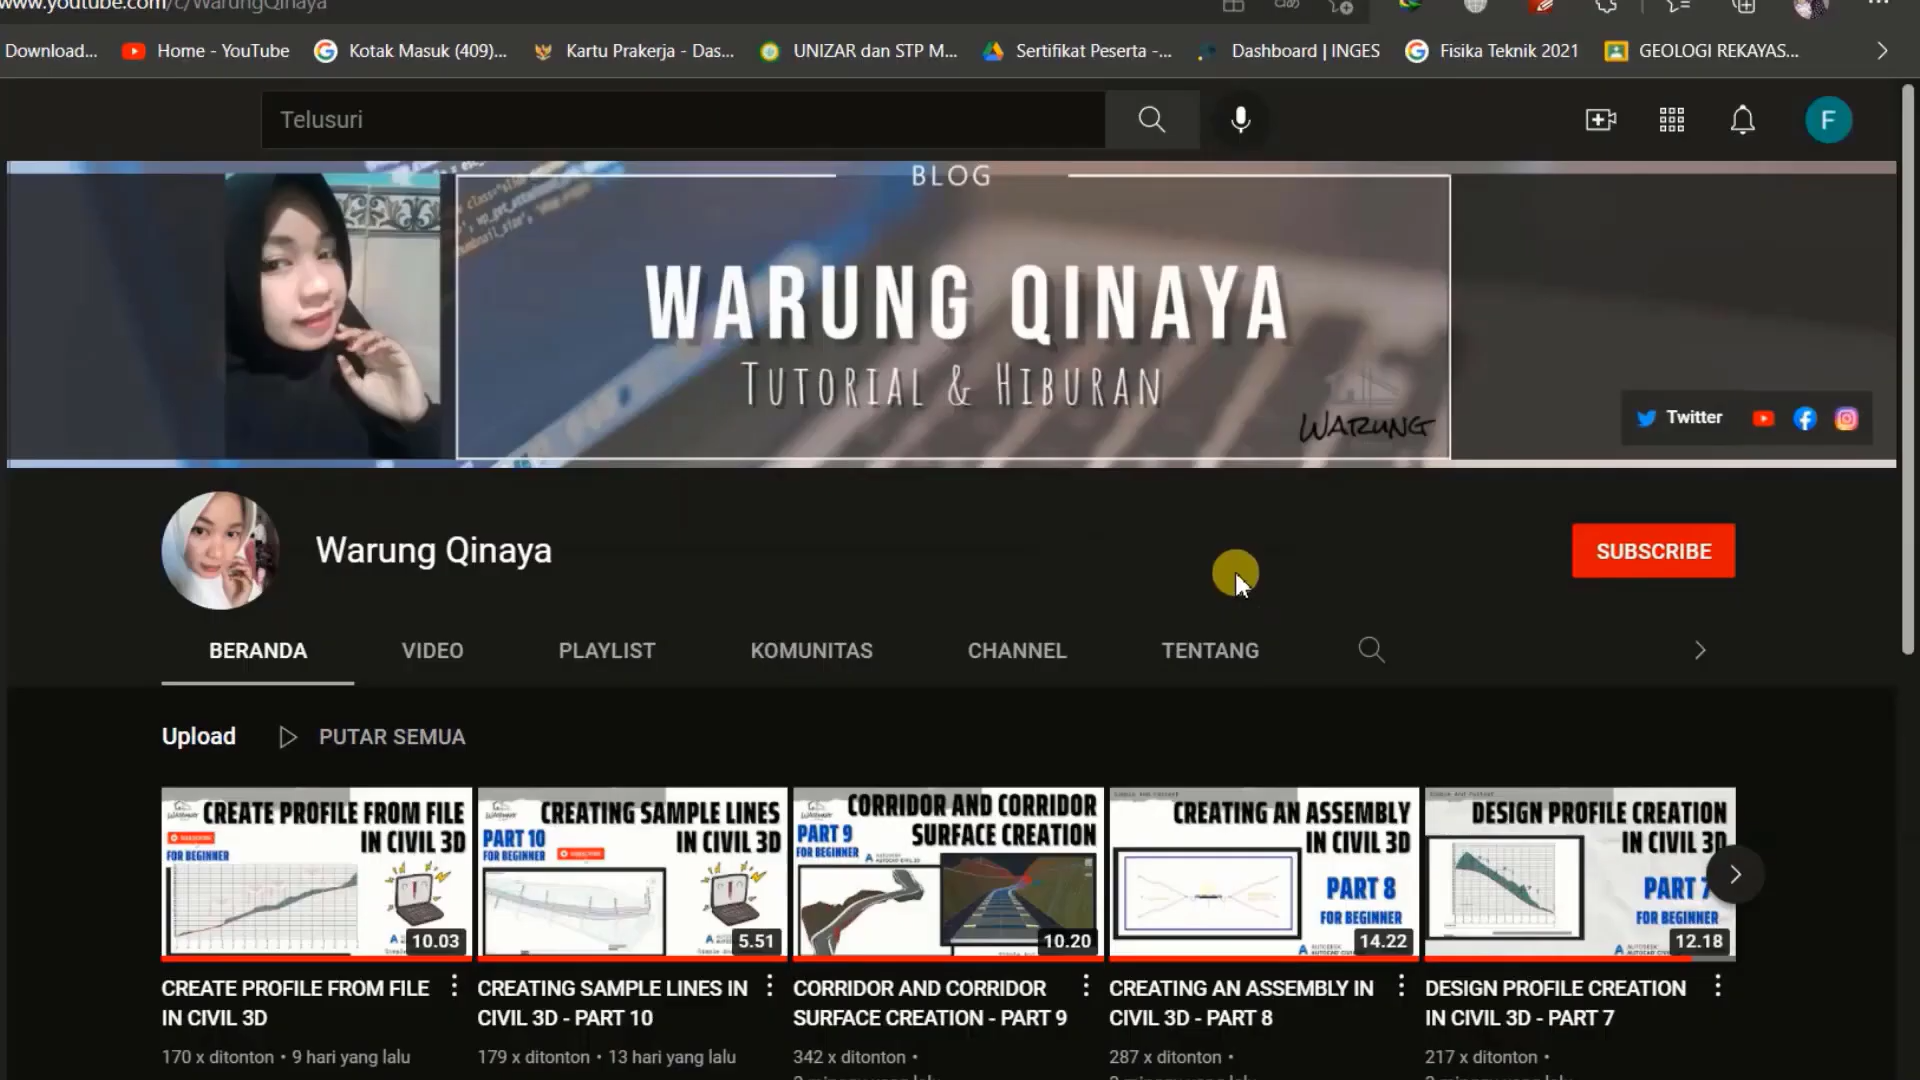 www.youtube.com/c/WarungQinaya
Download...
Home - YouTube
Kotak Masuk (409)...
Kartu Prakerja - Das...
UNIZAR dan STP M...
Sertifikat Peserta -...
Dashboard | INGES
Fisika Teknik 2021
GEOLOGI REKAYAS...
Telusuri
F
BLOG
WARUNG QINAYA
TUTORIAL & HIBURAN
WARUNG
Twitter
Warung Qinaya
SUBSCRIBE
BERANDA
VIDEO
PLAYLIST
KOMUNITAS
CHANNEL
TENTANG
Upload
PUTAR SEMUA
CREATE PROFILE FROM FILE
IN CIVIL 3D
FOR BEGINNER
10.03
CREATING SAMPLE LINES
IN CIVIL 3D
PART 10
FOR BEGINNER
5.51
CORRIDOR AND CORRIDOR
SURFACE CREATION
PART 9
FOR BEGINNER
10.20
CREATING AN ASSEMBLY
IN CIVIL 3D
PART 8
FOR BEGINNER
14.22
DESIGN PROFILE CREATION
IN CIVIL 3D
PART 7
FOR BEGINNER
12.18
CREATE PROFILE FROM FILE
IN CIVIL 3D
170 x ditonton • 9 hari yang lalu
CREATING SAMPLE LINES IN
CIVIL 3D - PART 10
179 x ditonton • 13 hari yang lalu
CORRIDOR AND CORRIDOR
SURFACE CREATION - PART 9
342 x ditonton •
CREATING AN ASSEMBLY IN
CIVIL 3D - PART 8
287 x ditonton •
DESIGN PROFILE CREATION
IN CIVIL 3D - PART 7
217 x ditonton •